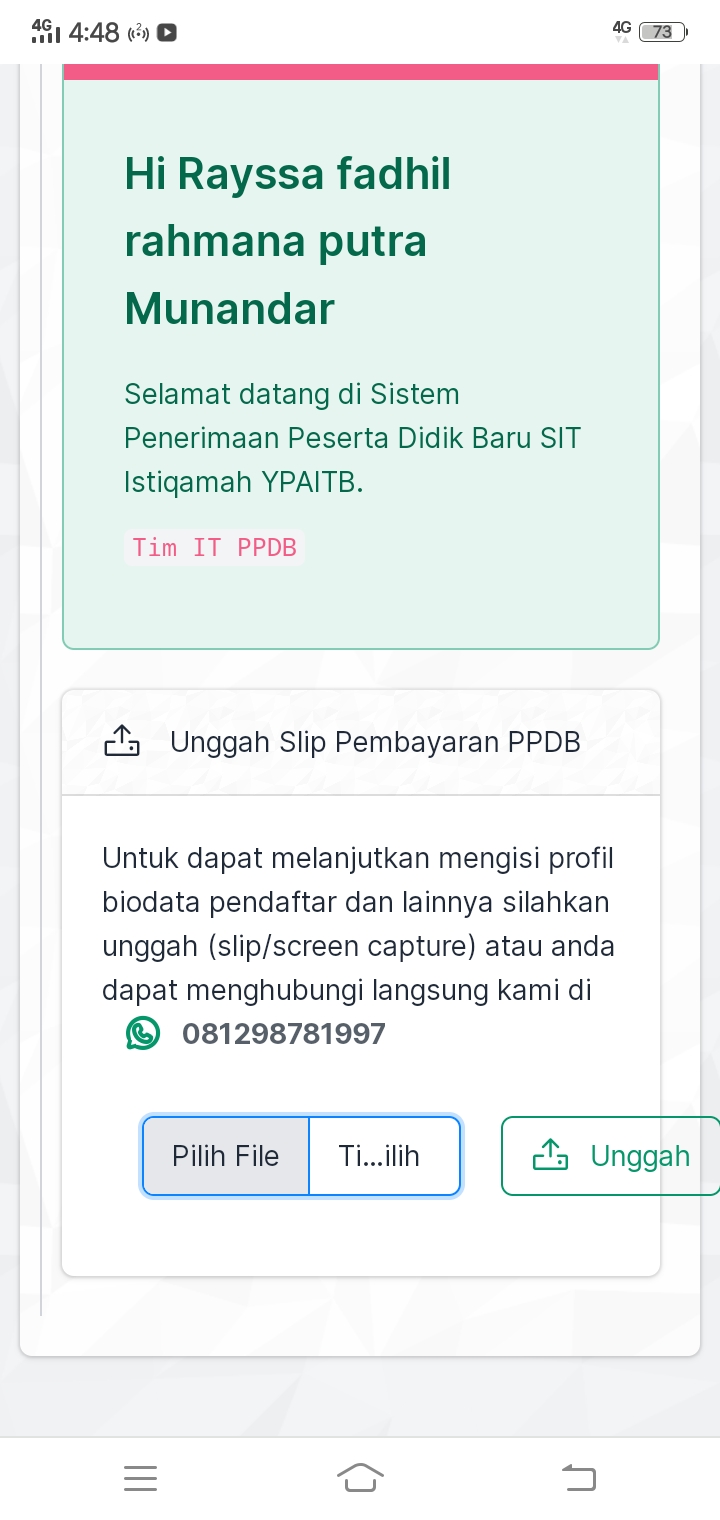 4G 4:48 2
4G 73
Hi Rayssa fadhil
rahmana putra
Munandar
Selamat datang di Sistem
Penerimaan Peserta Didik Baru SIT
Istiqamah YPAITB.
Tim IT PPDB
Unggah Slip Pembayaran PPDB
Untuk dapat melanjutkan mengisi profil
biodata pendaftar dan lainnya silahkan
unggah (slip/screen capture) atau anda
dapat menghubungi langsung kami di
081298781997
Pilih File Ti...ilih Unggah